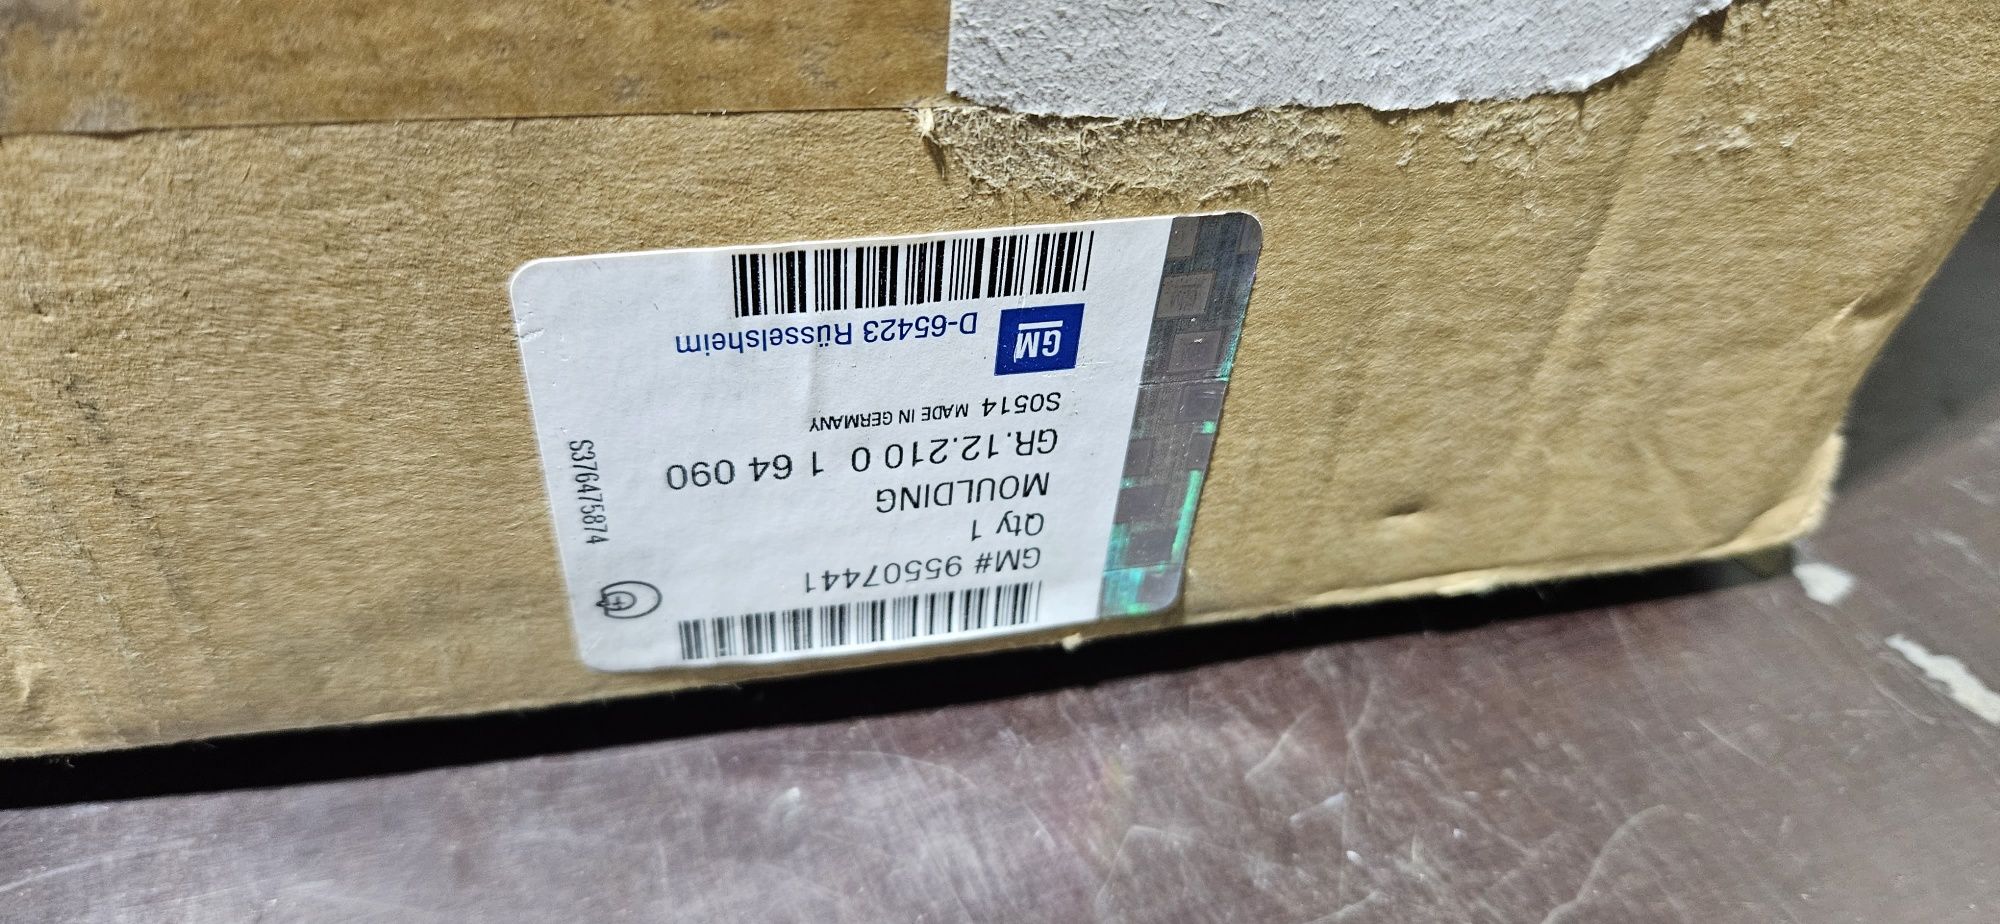 GM# 95507441
Qty 1
MOULDING
GR.12.210 0 1 64 090
S0514 MADE IN GERMANY
GM D-65423 Rüsselsheim
S376475874